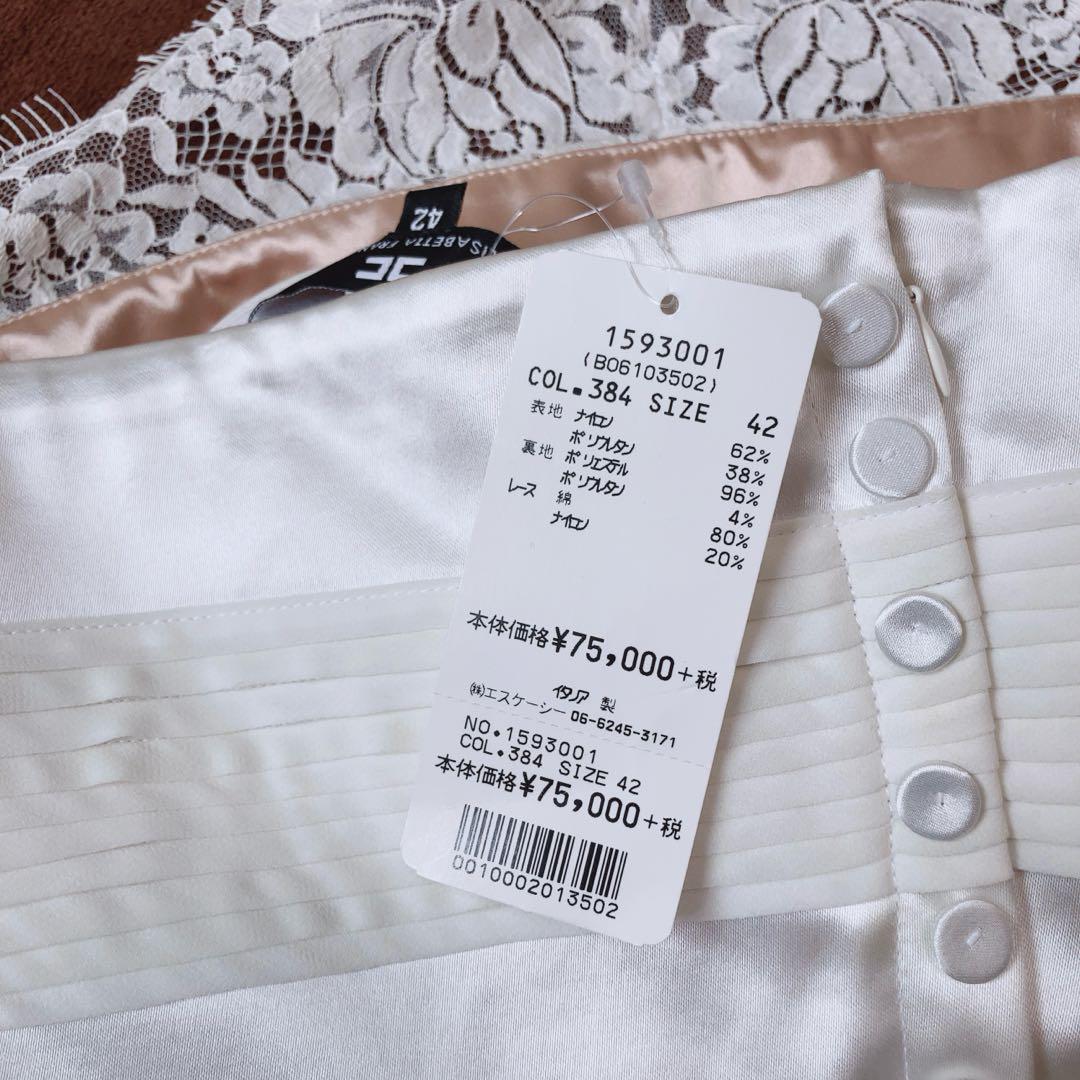 42
ISABETTA FRAN
1593001
(B06103502)
COL.384 SIZE 42
表地 ナイロン 62%
ポリウレタン 38%
裏地 ポリエステル 96%
ポリウレタン 4%
レース 綿 80%
ナイロン 20%
本体価格¥75,000+税
イタリア 製
㈱エスケーシー 06-6245-3171
NO.1593001
COL.384 SIZE 42
本体価格¥75,000+税
0010002013502